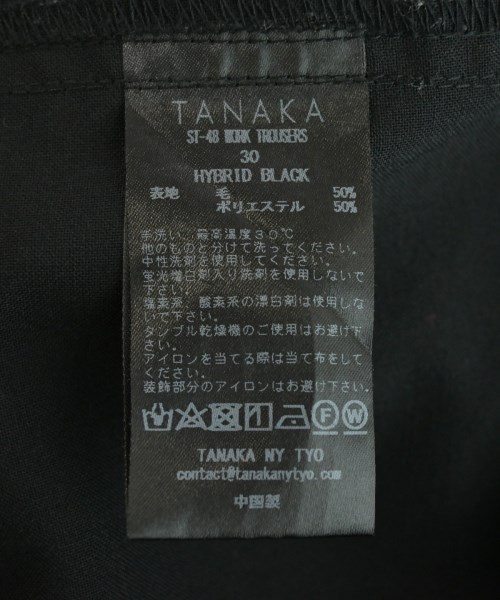 TANAKA
ST-48 WORK TROUSERS
30
HYBRID BLACK
表地 毛 50%
ポリエステル 50%
手洗い、最高温度30℃
他のものと分けて洗ってください。
中性洗剤を使用してください。
蛍光増白剤入り洗剤を使用しないで
下さい。
塩素系、酸素系の漂白剤は使用しな
いで下さい。
タンブル乾燥機のご使用はお避け下
さい。
アイロンを当てる際は当て布をして
ください。
装飾部分のアイロンはお避け下さい。
F W
TANAKA NY TYO
contact@tanakanytyo.com
中国製